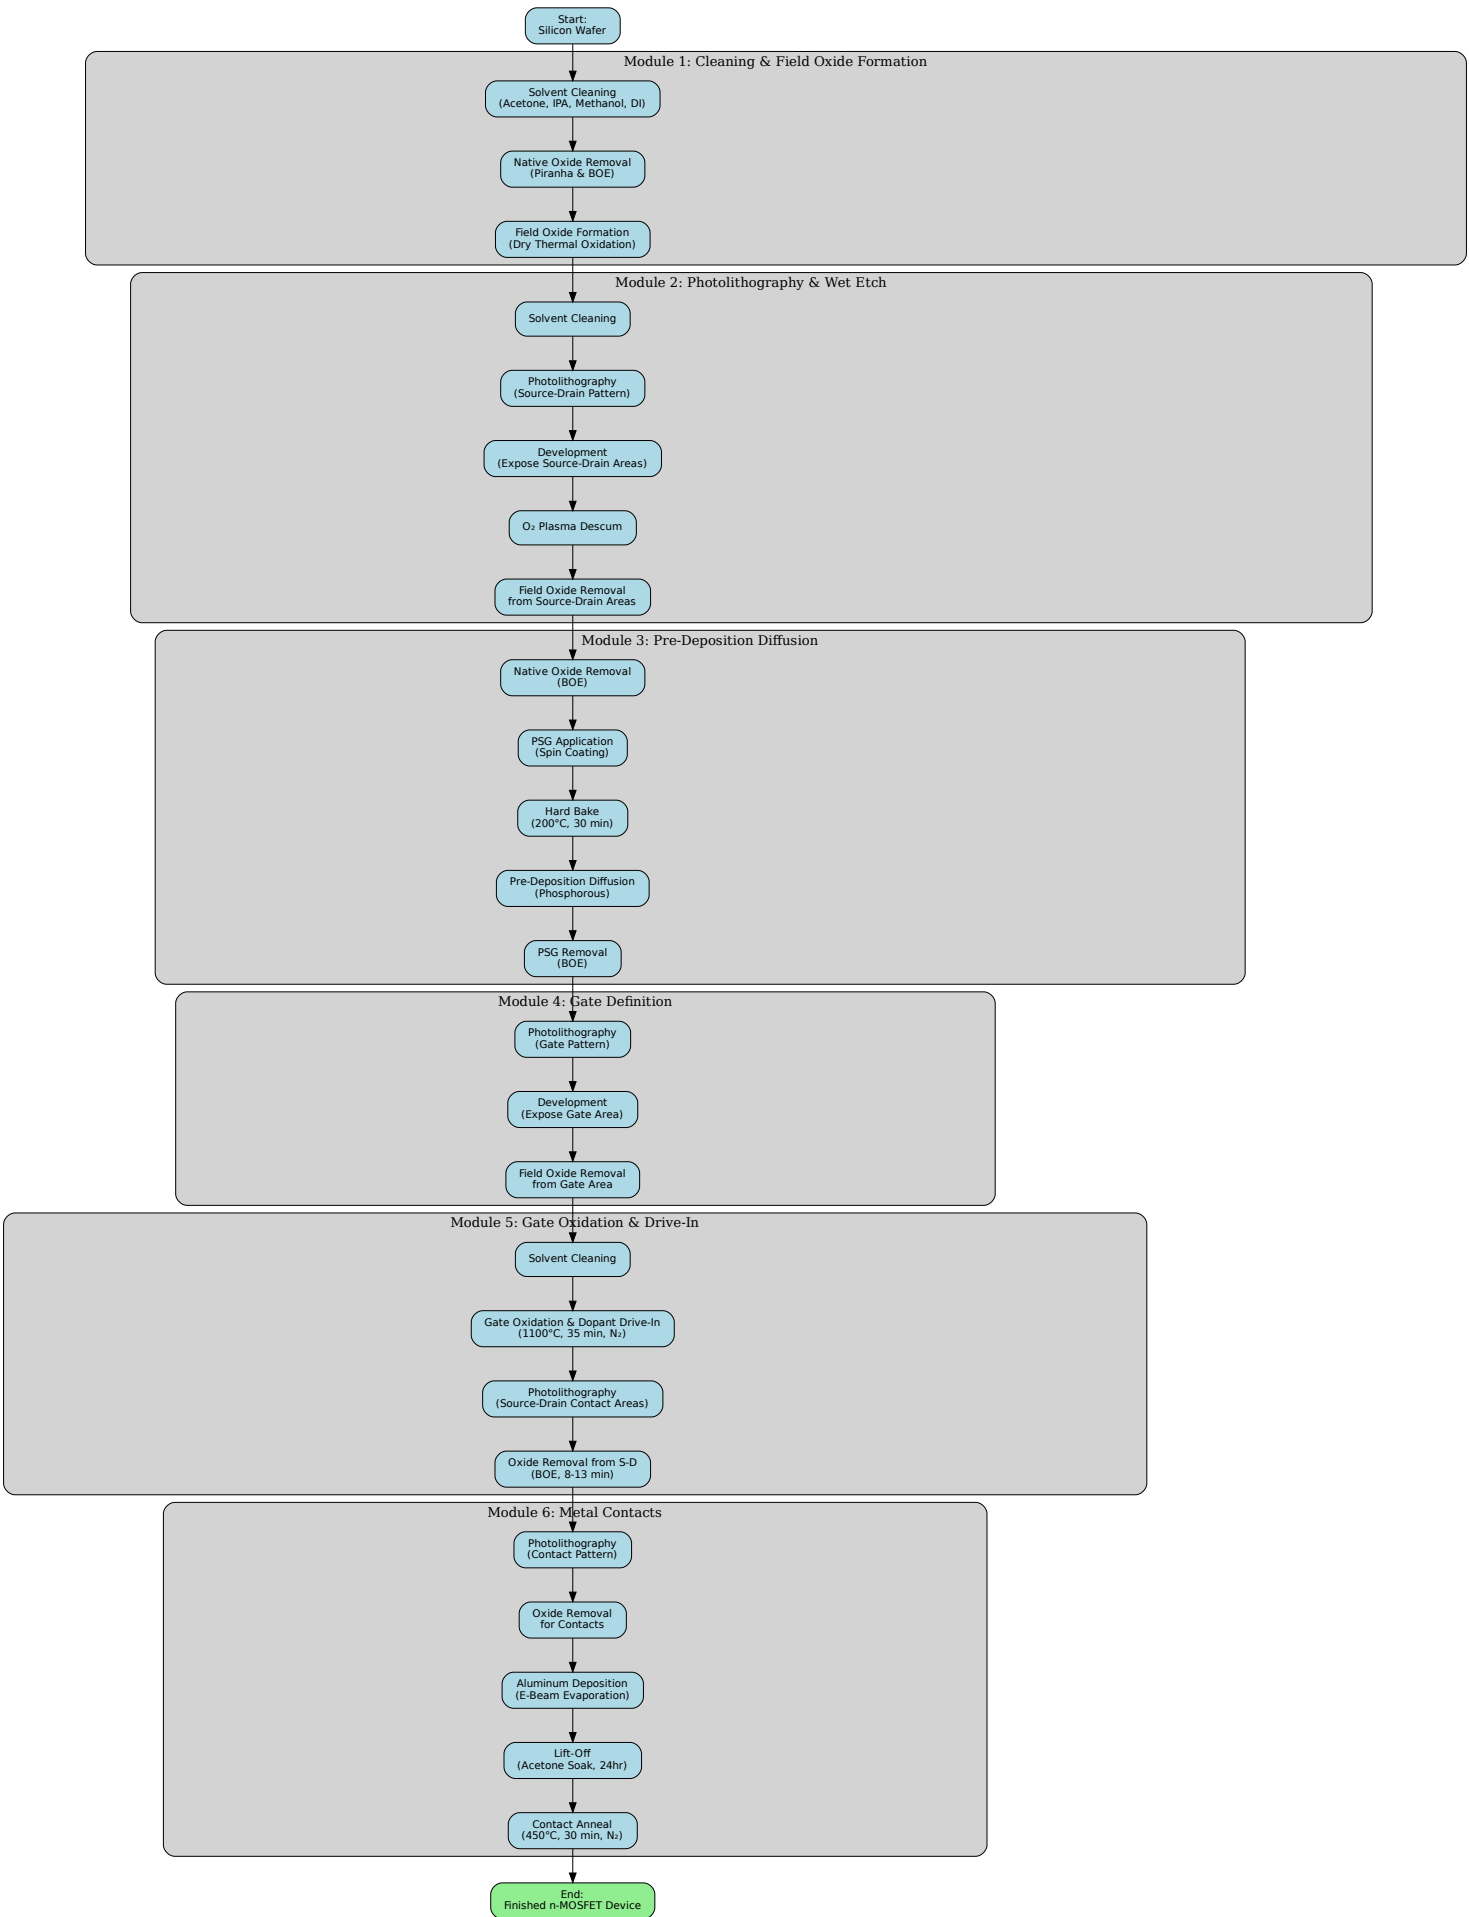 Start:
Silicon Wafer
Module 1: Cleaning & Field Oxide Formation
Solvent Cleaning
(Acetone, IPA, Methanol, DI)
Native Oxide Removal
(Piranha & BOE)
Field Oxide Formation
(Dry Thermal Oxidation)
Module 2: Photolithography & Wet Etch
Solvent Cleaning
Photolithography
(Source-Drain Pattern)
Development
(Expose Source-Drain Areas)
O₂ Plasma Descum
Field Oxide Removal
from Source-Drain Areas
Module 3: Pre-Deposition Diffusion
Native Oxide Removal
(BOE)
PSG Application
(Spin Coating)
Hard Bake
(200°C, 30 min)
Pre-Deposition Diffusion
(Phosphorous)
PSG Removal
(BOE)
Module 4: Gate Definition
Photolithography
(Gate Pattern)
Development
(Expose Gate Area)
Field Oxide Removal
from Gate Area
Module 5: Gate Oxidation & Drive-In
Solvent Cleaning
Gate Oxidation & Dopant Drive-In
(1100°C, 35 min, N₂)
Photolithography
(Source-Drain Contact Areas)
Oxide Removal from S-D
(BOE, 8-13 min)
Module 6: Metal Contacts
Photolithography
(Contact Pattern)
Oxide Removal
for Contacts
Aluminum Deposition
(E-Beam Evaporation)
Lift-Off
(Acetone Soak, 24hr)
Contact Anneal
(450°C, 30 min, N₂)
End:
Finished n-MOSFET Device